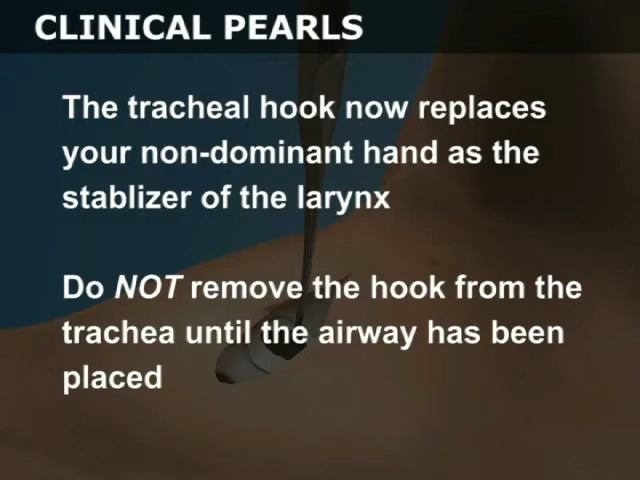 CLINICAL PEARLS
The tracheal hook now replaces
your non-dominant hand as the
stablizer of the larynx
Do NOT remove the hook from the
trachea until the airway has been
placed